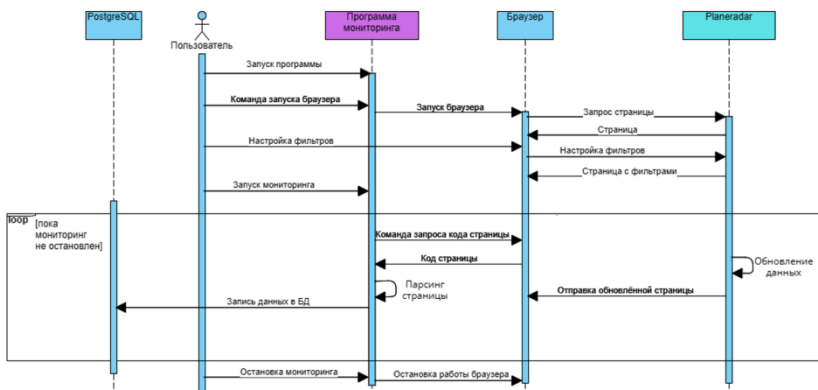 PostgreSQL
Пользователь
Программа
мониторинга
Браузер
Planeradar
Запуск программы
Команда запуска браузера
Запуск браузера
Запрос страницы
Страница
Настройка фильтров
Настройка фильтров
Страница с фильтрами
Запуск мониторинга
loop
[пока
мониторинг
не остановлен]
Команда запроса кода страницы
Код страницы
Обновление
данных
Парсинг
страницы
Отправка обновлённой страницы
Запись данных в БД
Остановка мониторинга
Остановка работы браузера